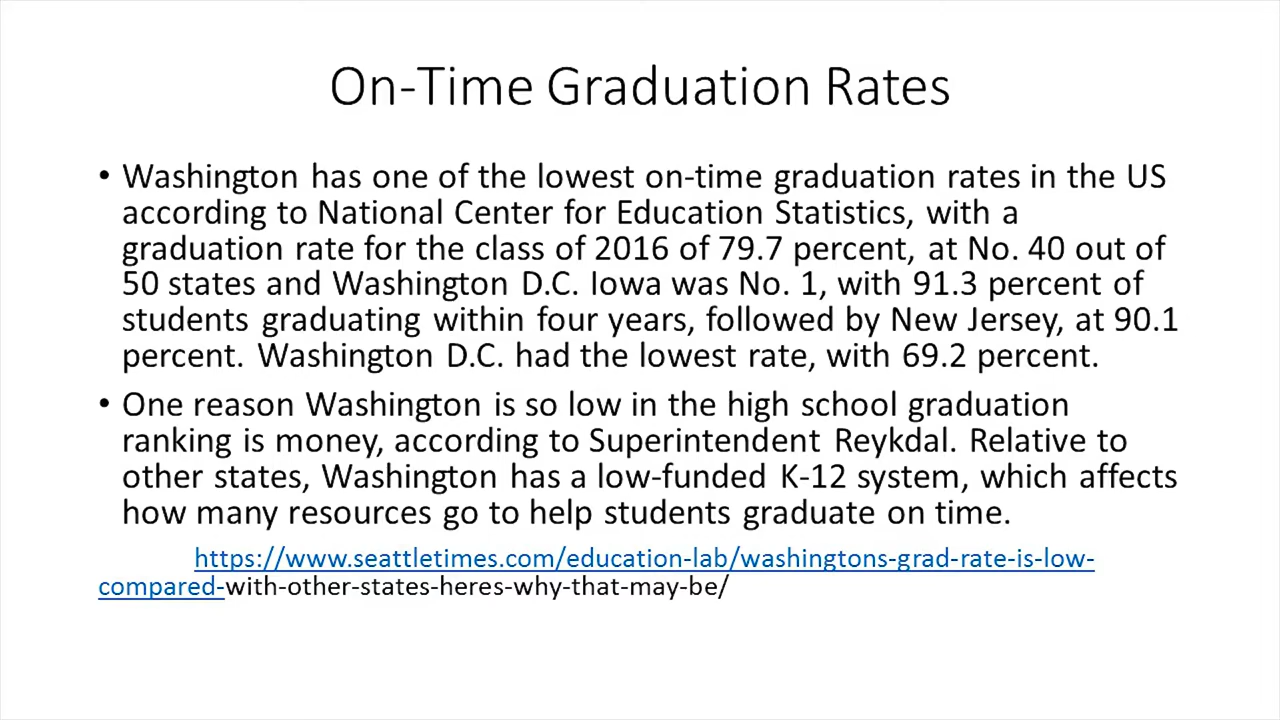 On-Time Graduation Rates
• Washington has one of the lowest on-time graduation rates in the US
according to National Center for Education Statistics, with a
graduation rate for the class of 2016 of 79.7 percent, at No. 40 out of
50 states and Washington D.C. Iowa was No. 1, with 91.3 percent of
students graduating within four years, followed by New Jersey, at 90.1
percent. Washington D.C. had the lowest rate, with 69.2 percent.
• One reason Washington is so low in the high school graduation
ranking is money, according to Superintendent Reykdal. Relative to
other states, Washington has a low-funded K-12 system, which affects
how many resources go to help students graduate on time.
https://www.seattletimes.com/education-lab/washingtons-grad-rate-is-low-
compared-with-other-states-heres-why-that-may-be/